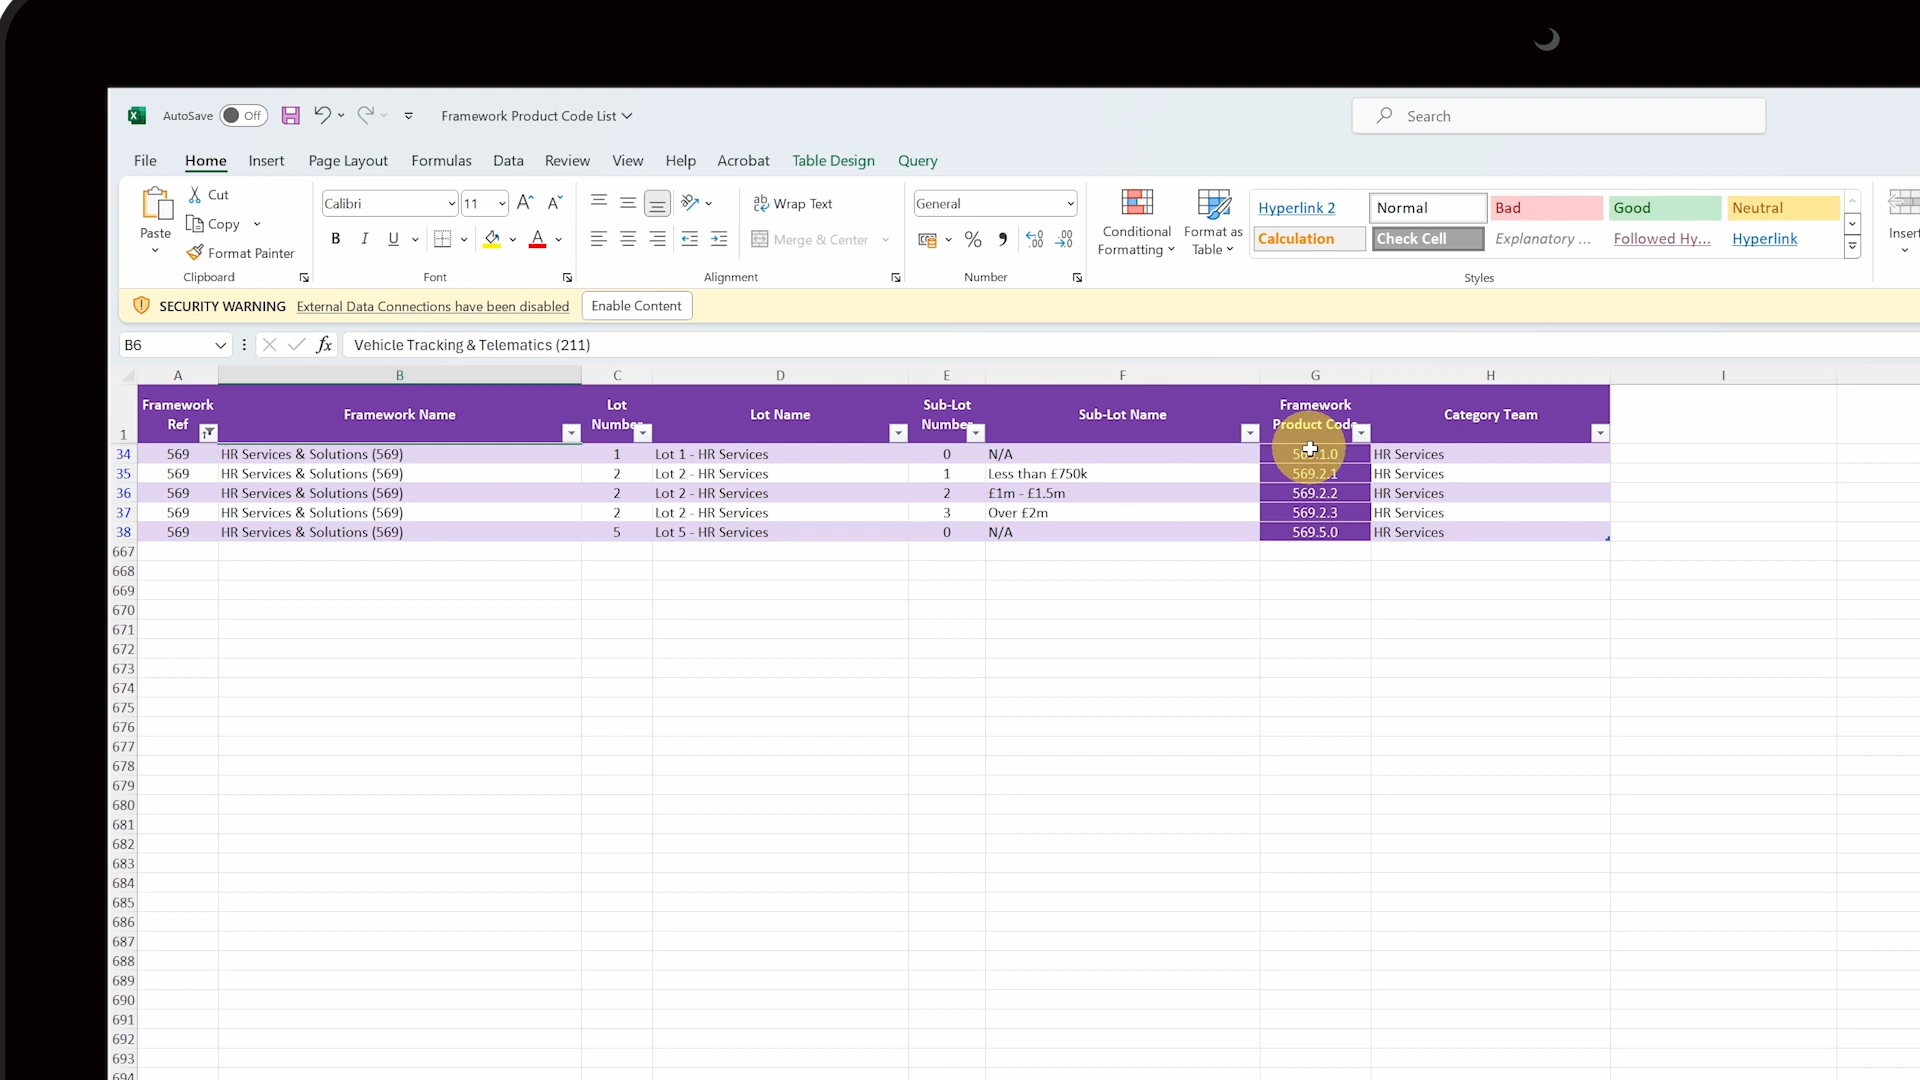 AutoSave Off Framework Product Code List Search
File Home Insert Page Layout Formulas Data Review View Help Acrobat Table Design Query
Paste Cut Copy Format Painter Clipboard
Calibri 11 A A B I U A Font
ab Wrap Text Merge & Center Alignment
General % Number
Conditional Formatting Format as Table
Hyperlink 2 Normal Bad Good Neutral
Calculation Check Cell Explanatory ... Followed Hy... Hyperlink
Styles
Insert
SECURITY WARNING External Data Connections have been disabled Enable Content
B6 fx Vehicle Tracking & Telematics (211)
A B C D E F G H I
1 Framework Ref Framework Name Lot Number Lot Name Sub-Lot Number Sub-Lot Name Framework Product Code Category Team
34 569 HR Services & Solutions (569) 1 Lot 1 - HR Services 0 N/A 569.1.0 HR Services
35 569 HR Services & Solutions (569) 2 Lot 2 - HR Services 1 Less than £750k 569.2.1 HR Services
36 569 HR Services & Solutions (569) 2 Lot 2 - HR Services 2 £1m - £1.5m 569.2.2 HR Services
37 569 HR Services & Solutions (569) 2 Lot 2 - HR Services 3 Over £2m 569.2.3 HR Services
38 569 HR Services & Solutions (569) 5 Lot 5 - HR Services 0 N/A 569.5.0 HR Services
667
668
669
670
671
672
673
674
675
676
677
678
679
680
681
682
683
684
685
686
687
688
689
690
691
692
693
694